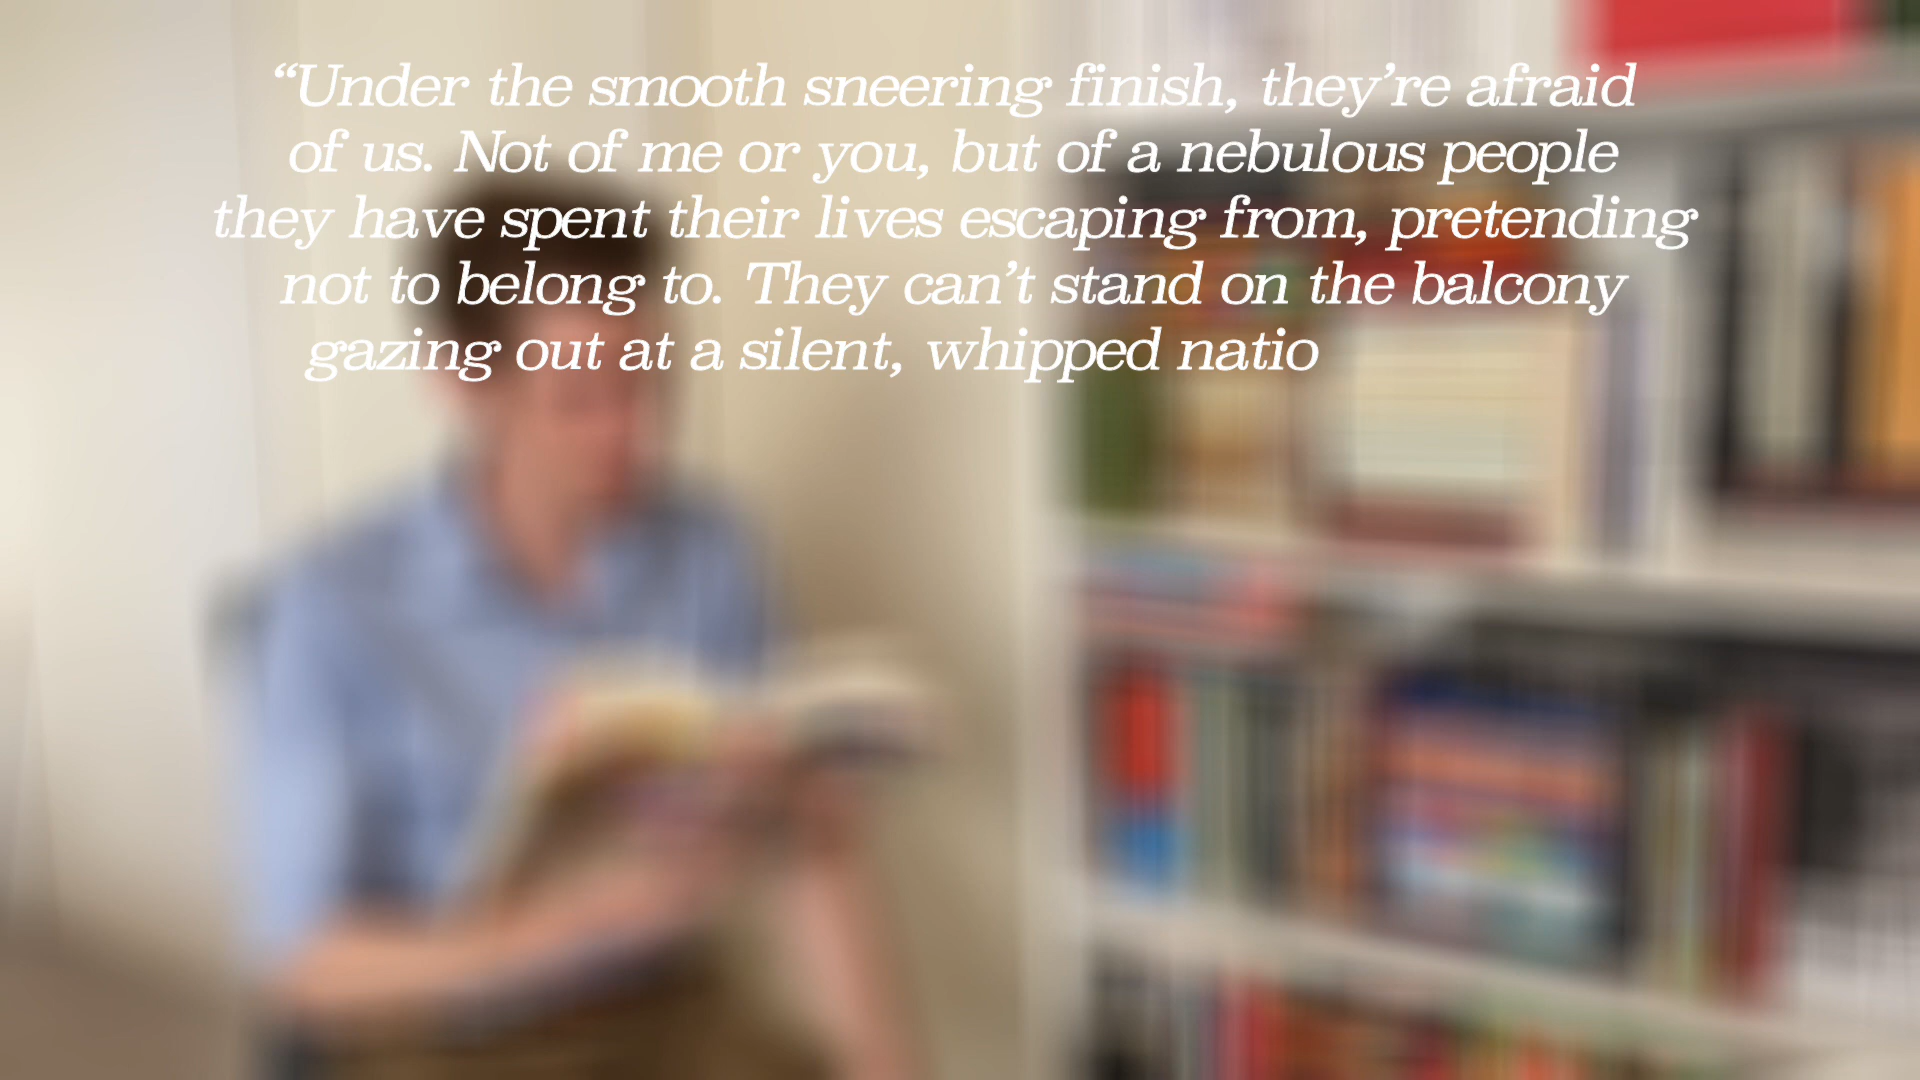 “Under the smooth sneering finish, they’re afraid
of us. Not of me or you, but of a nebulous people
they have spent their lives escaping from, pretending
not to belong to. They can’t stand on the balcony
gazing out at a silent, whipped natio